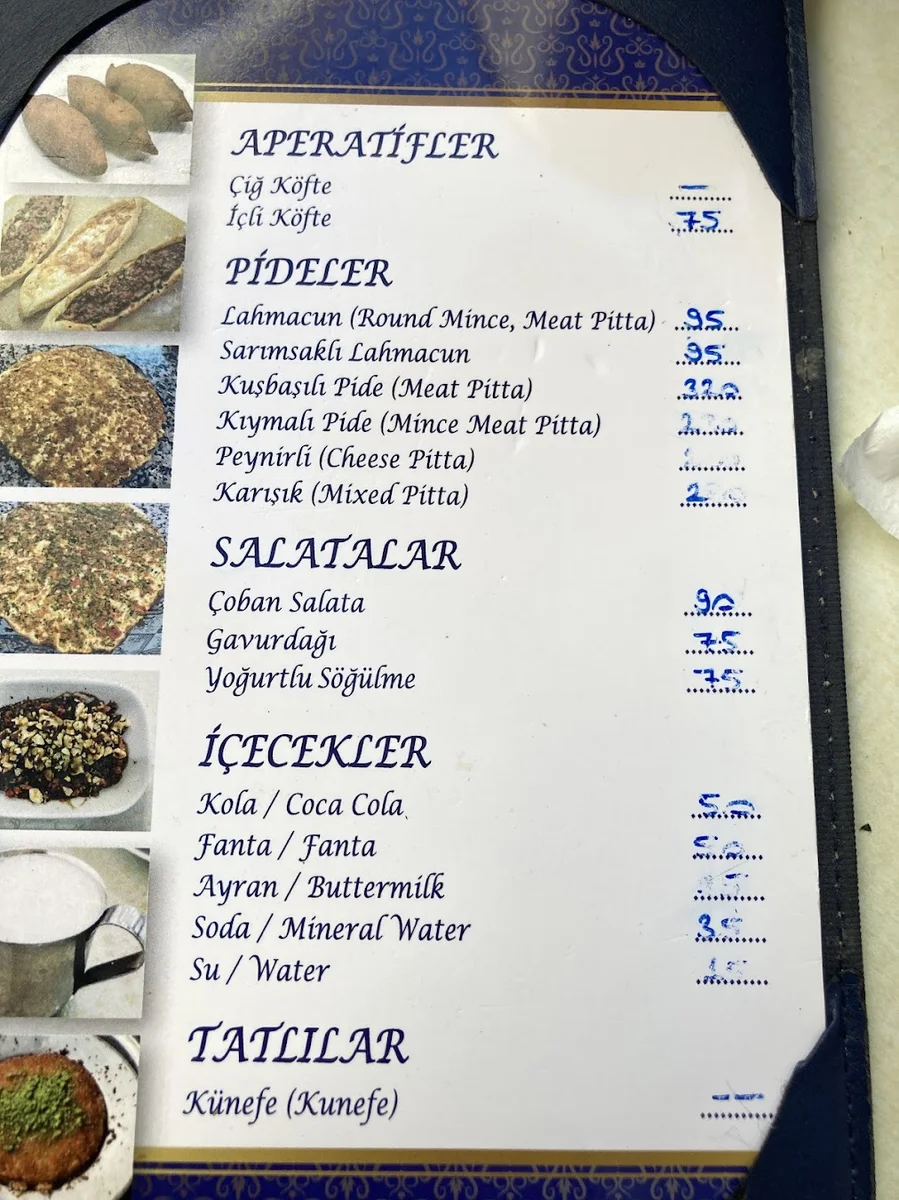 APERATİFLER
Çiğ Köfte -
İçli Köfte 75
PİDELER
Lahmacun (Round Mince, Meat Pitta) 95
Sarımsaklı Lahmacun 95
Kuşbaşılı Pide (Meat Pitta) 320
Kıymalı Pide (Mince Meat Pitta)
Peynirli (Cheese Pitta)
Karışık (Mixed Pitta)
SALATALAR
Çoban Salata 90
Gavurdağı 75
Yoğurtlu Söğülme 75
İÇECEKLER
Kola / Coca Cola 50
Fanta / Fanta 50
Ayran / Buttermilk
Soda / Mineral Water 35
Su / Water 15
TATLILAR
Künefe (Kunefe) --